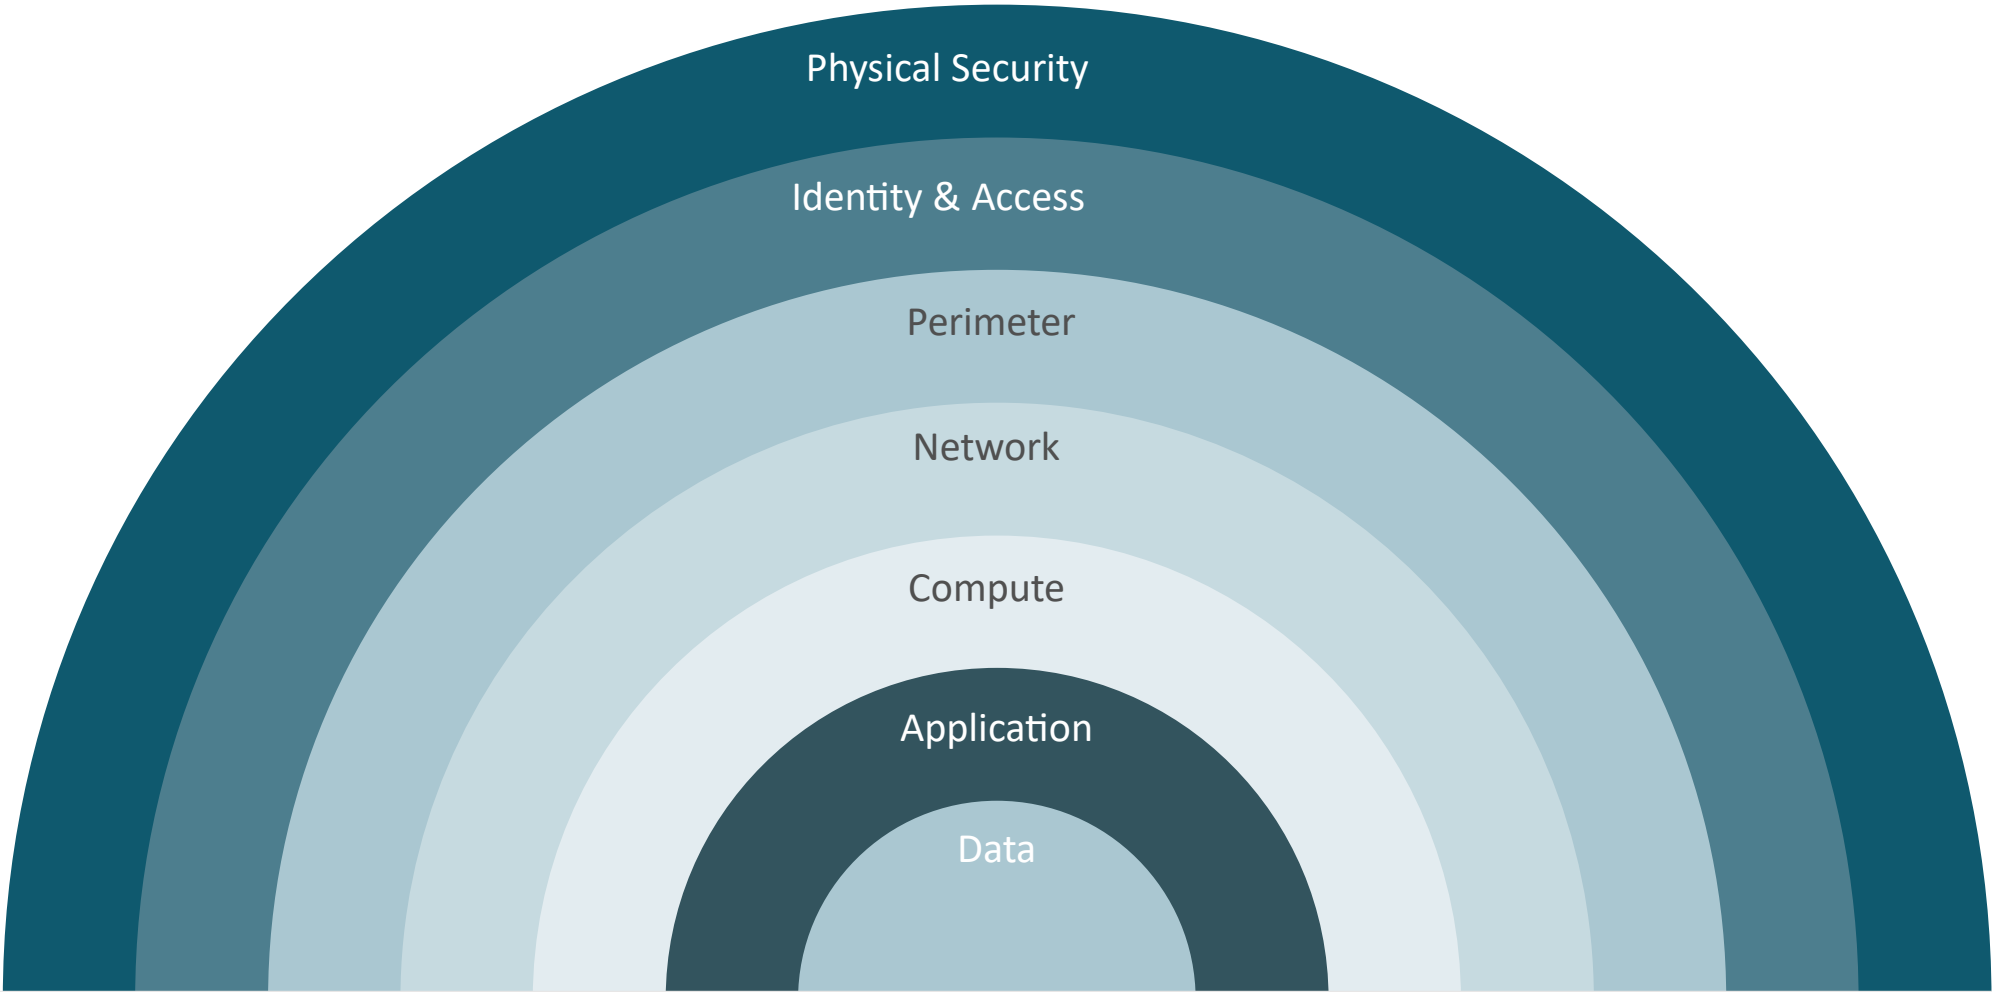 Physical Security
Identity & Access
Perimeter
Network
Compute
Application
Data